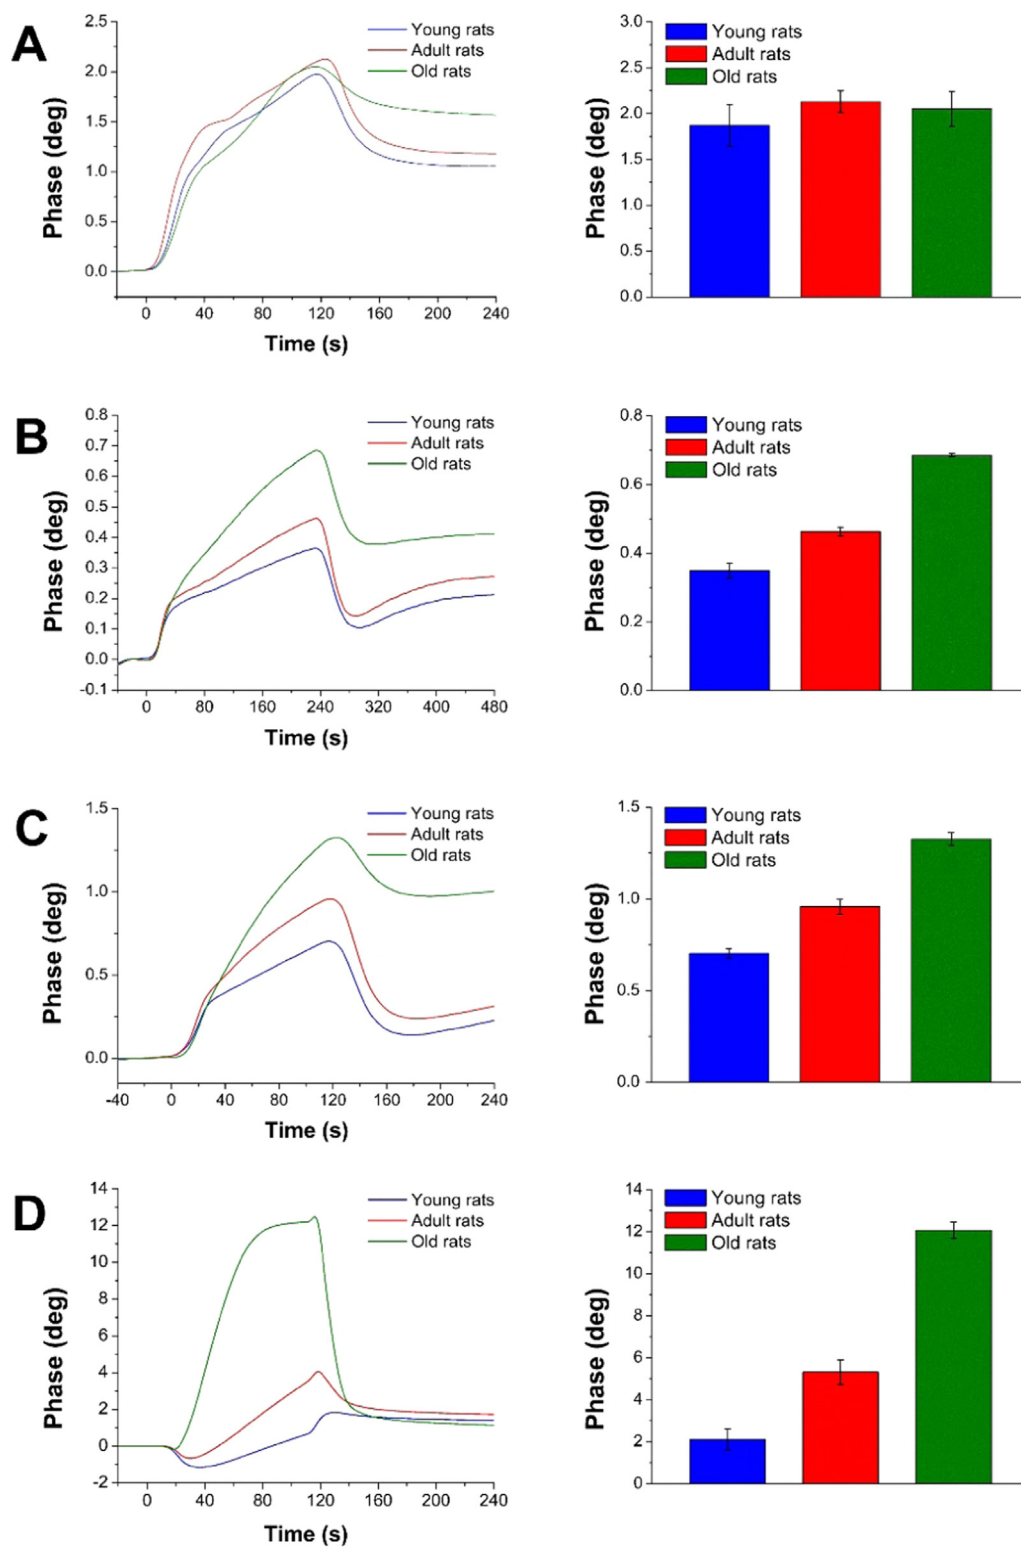 A
Phase (deg)
2.5
2.0
1.5
1.0
0.5
0.0
Young rats
Adult rats
Old rats
0 40 80 120 160 200 240
Time (s)
Phase (deg)
3.0
2.5
2.0
1.5
1.0
0.5
0.0
Young rats
Adult rats
Old rats
B
Phase (deg)
0.8
0.7
0.6
0.5
0.4
0.3
0.2
0.1
0.0
-0.1
Young rats
Adult rats
Old rats
0 80 160 240 320 400 480
Time (s)
Phase (deg)
0.8
0.6
0.4
0.2
0.0
Young rats
Adult rats
Old rats
C
Phase (deg)
1.5
1.0
0.5
0.0
Young rats
Adult rats
Old rats
-40 0 40 80 120 160 200 240
Time (s)
Phase (deg)
1.5
1.0
0.5
0.0
Young rats
Adult rats
Old rats
D
Phase (deg)
14
12
10
8
6
4
2
0
-2
Young rats
Adult rats
Old rats
0 40 80 120 160 200 240
Time (s)
Phase (deg)
14
12
10
8
6
4
2
0
Young rats
Adult rats
Old rats